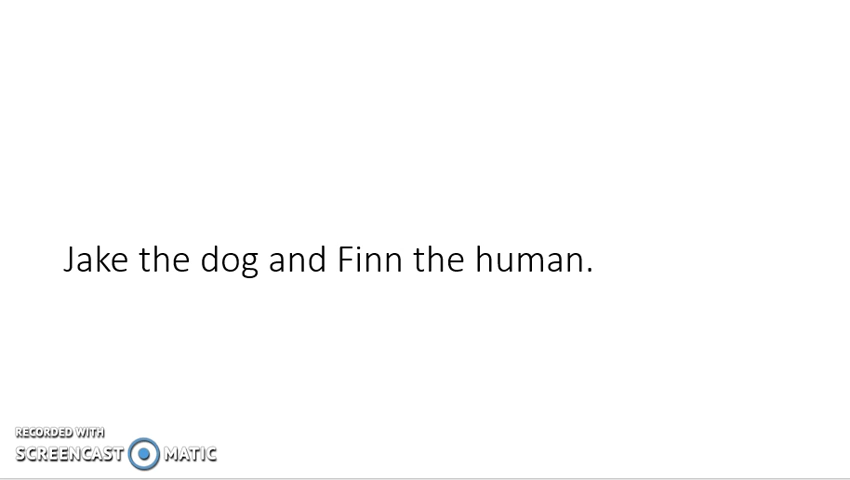 Jake the dog and Finn the human.
RECORDED WITH
SCREENCAST MATIC